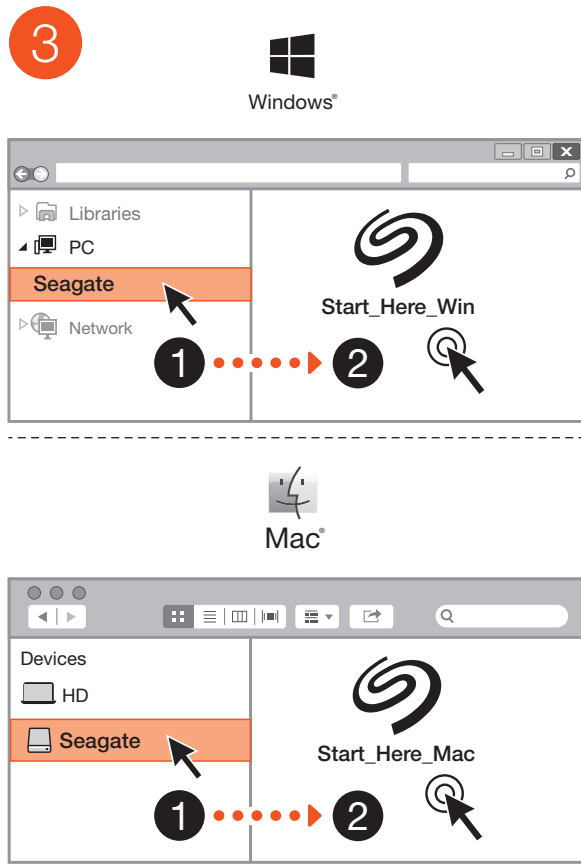 3
Windows®
Libraries
PC
Seagate
Network
1
2
Start_Here_Win
Mac®
Devices
HD
Seagate
1
2
Start_Here_Mac